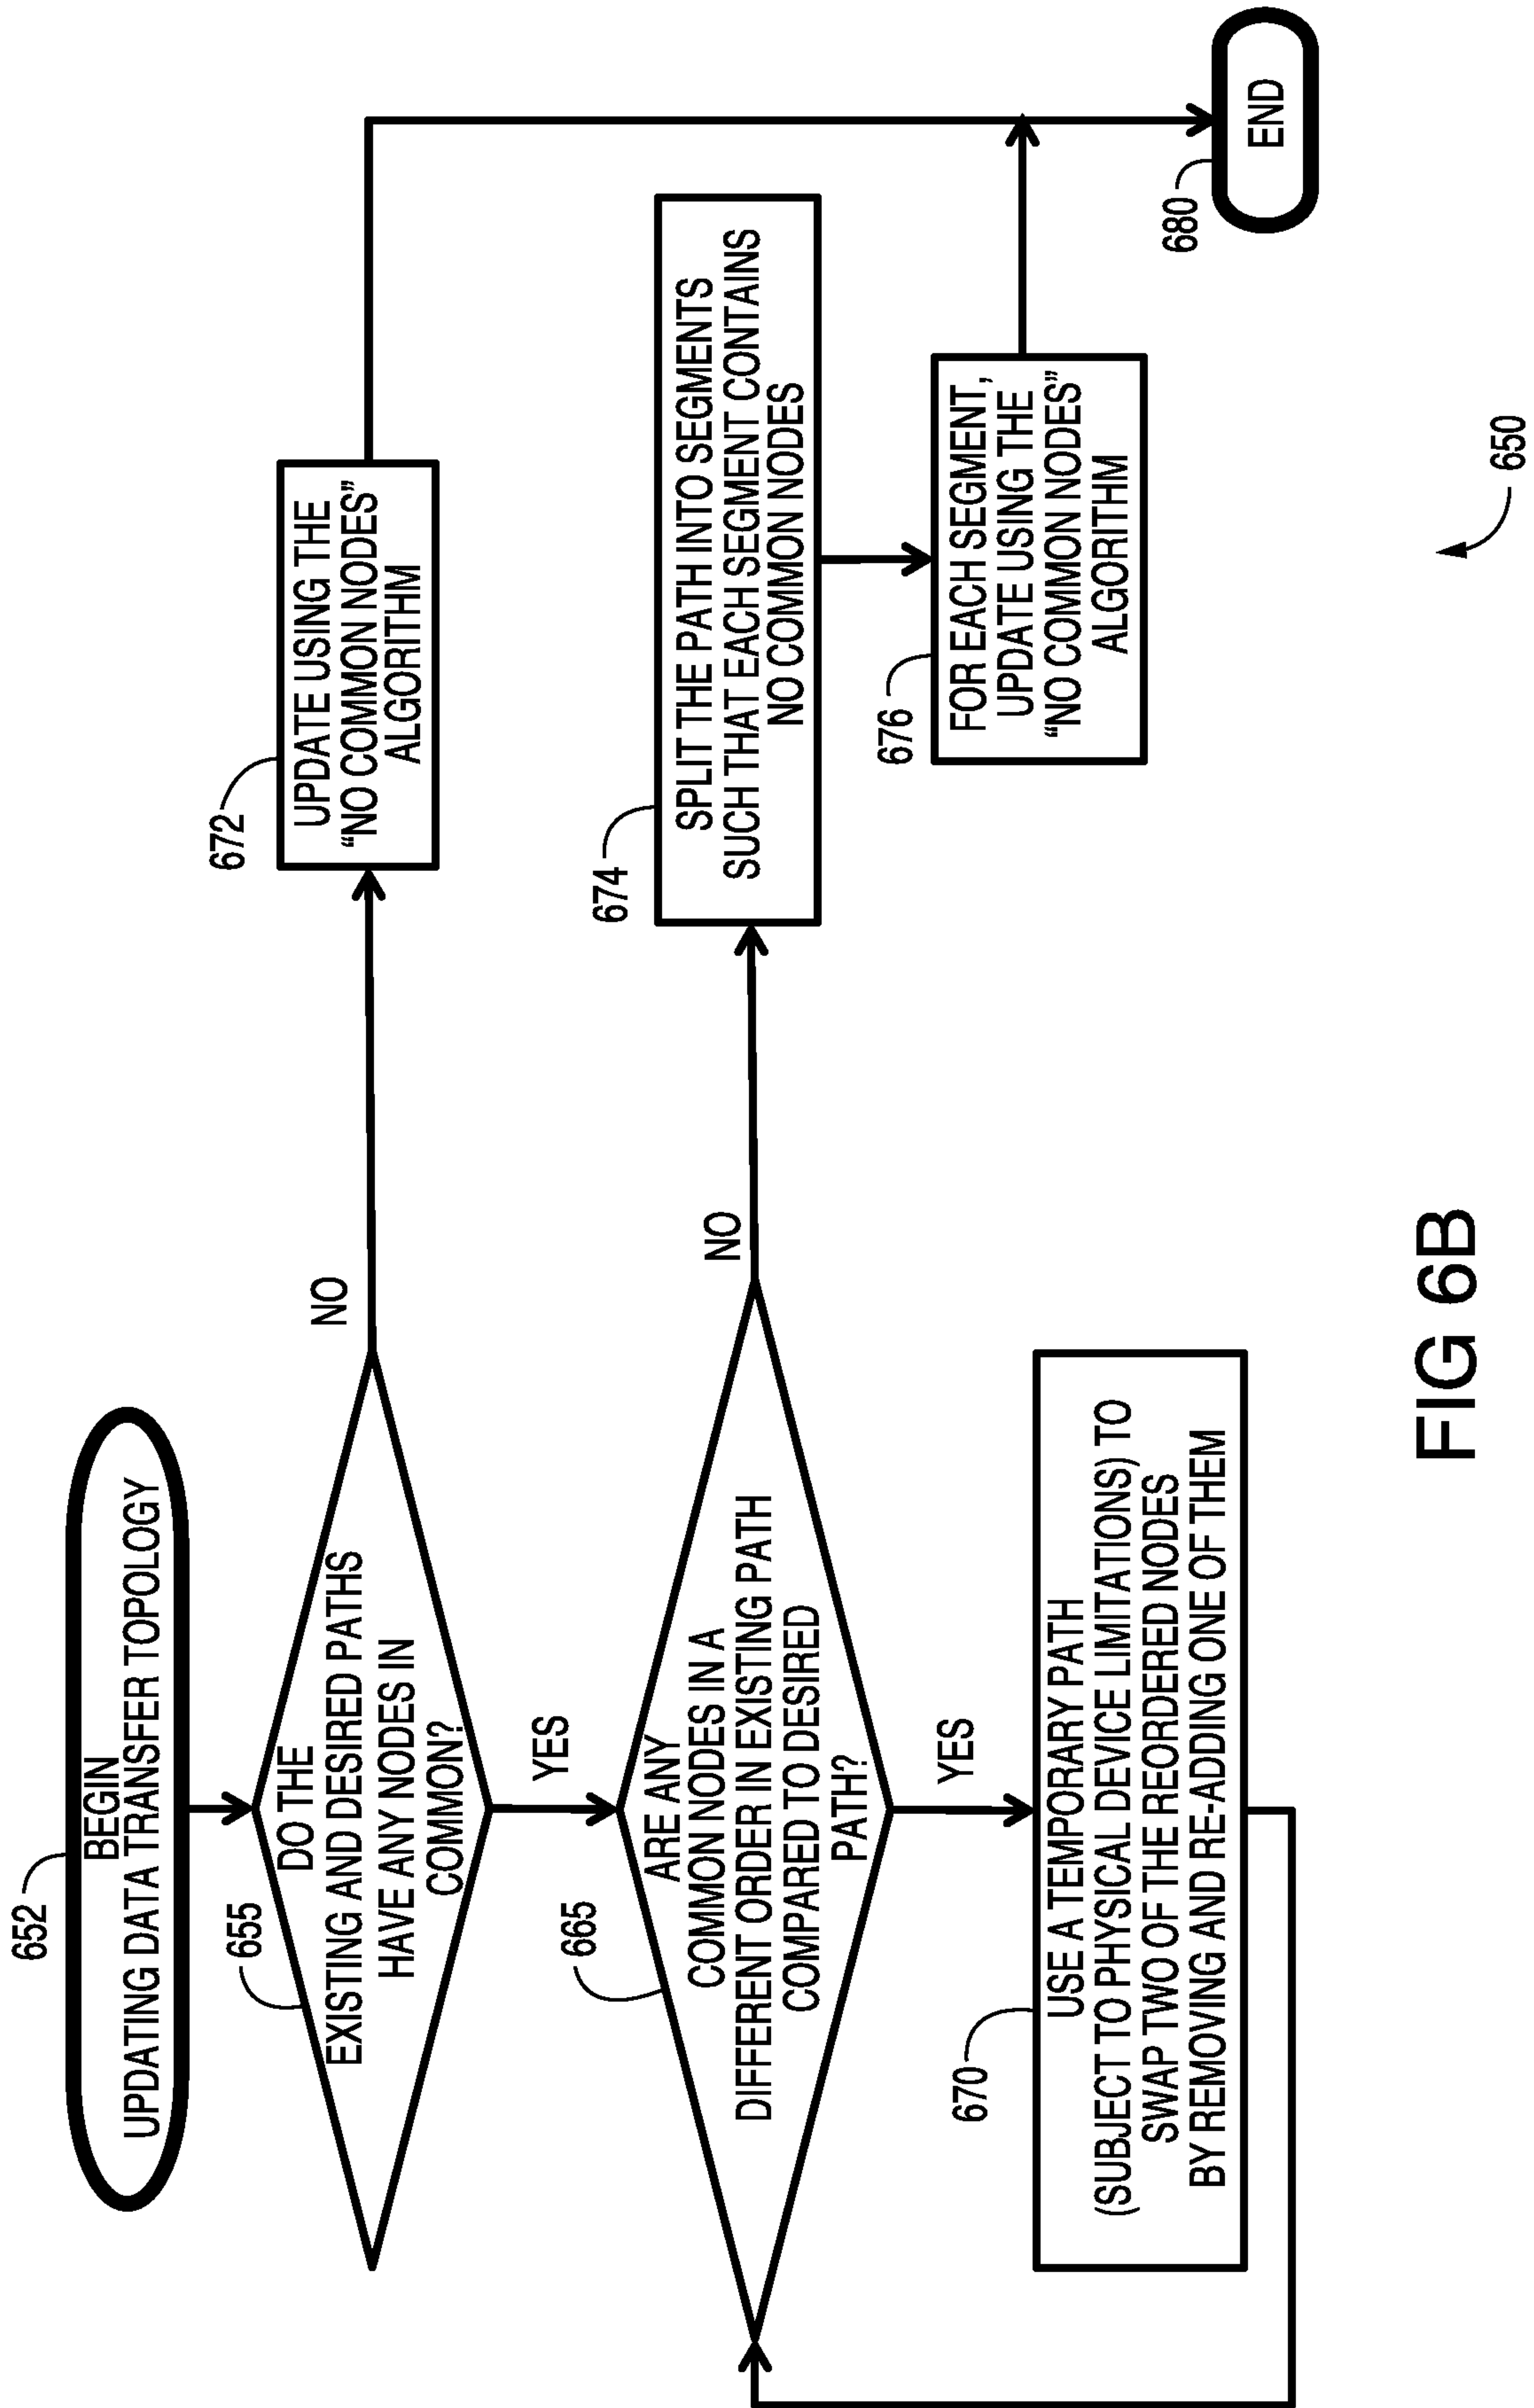 652
BEGIN
UPDATING DATA TRANSFER TOPOLOGY
655
DO THE
EXISTING AND DESIRED PATHS
HAVE ANY NODES IN
COMMON?
NO
672
UPDATE USING THE
“NO COMMON NODES”
ALGORITHM
YES
665
ARE ANY
COMMON NODES IN A
DIFFERENT ORDER IN EXISTING PATH
COMPARED TO DESIRED
PATH?
NO
674
SPLIT THE PATH INTO SEGMENTS
SUCH THAT EACH SEGMENT CONTAINS
NO COMMON NODES
YES
676
FOR EACH SEGMENT,
UPDATE USING THE
“NO COMMON NODES”
ALGORITHM
670
USE A TEMPORARY PATH
(SUBJECT TO PHYSICAL DEVICE LIMITATIONS) TO
SWAP TWO OF THE REORDERED NODES
BY REMOVING AND RE-ADDING ONE OF THEM
680
END
650
FIG 6B